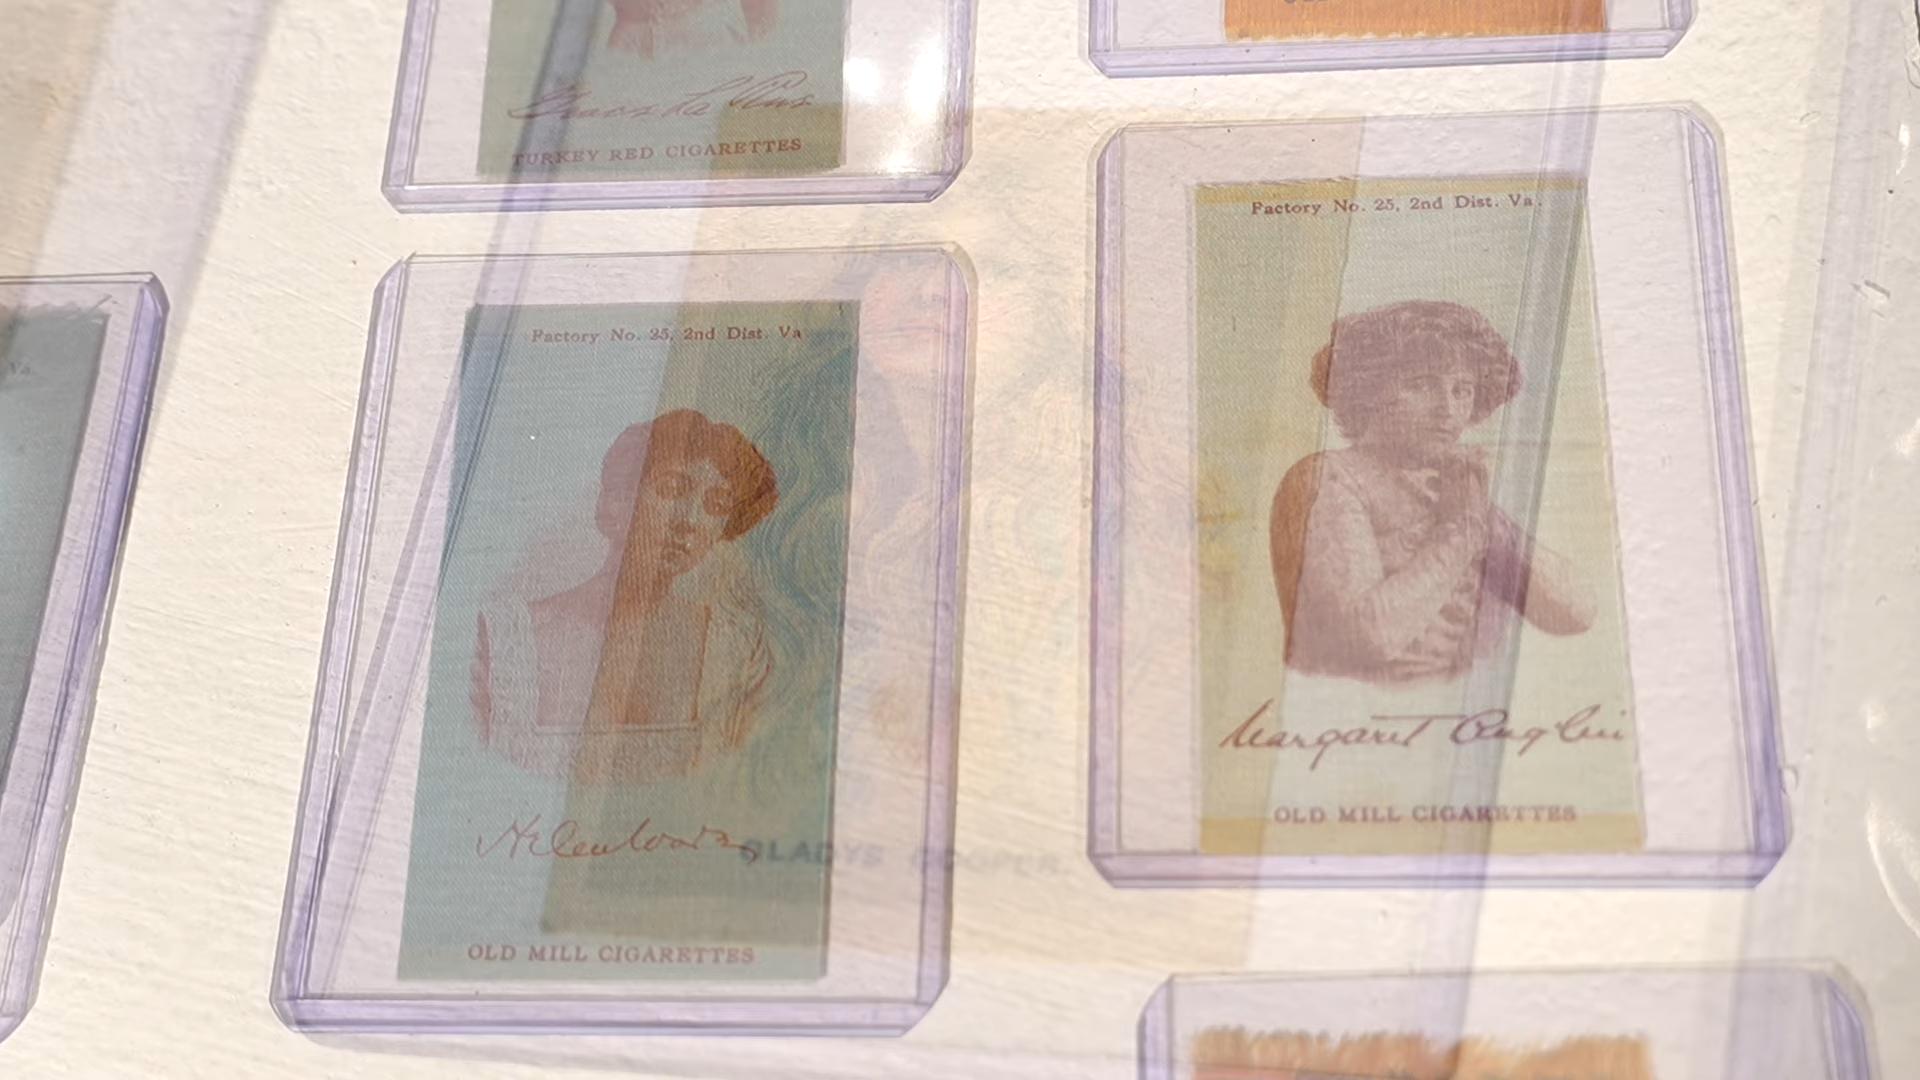 TURKEY RED CIGARETTES
Va.
Factory No. 25, 2nd Dist. Va
OLD MILL CIGARETTES
GLADYS COOPER.
Factory No. 25, 2nd Dist. Va.
Margaret Anglin
OLD MILL CIGARETTES